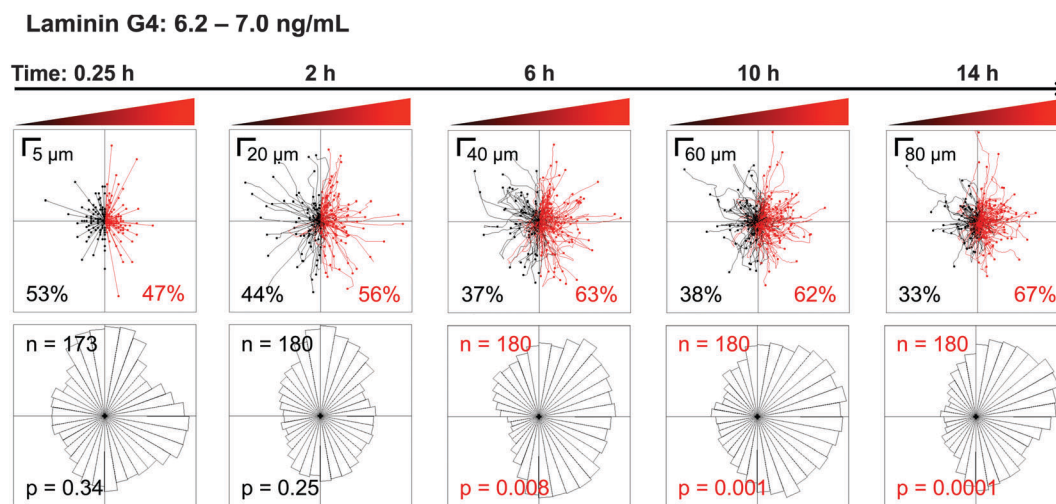 Laminin G4: 6.2 – 7.0 ng/mL
Time: 0.25 h 2 h 6 h 10 h 14 h
5 µm 20 µm 40 µm 60 µm 80 µm
53% 47% 44% 56% 37% 63% 38% 62% 33% 67%
n = 173 n = 180 n = 180 n = 180 n = 180
p = 0.34 p = 0.25 p = 0.008 p = 0.001 p = 0.0001